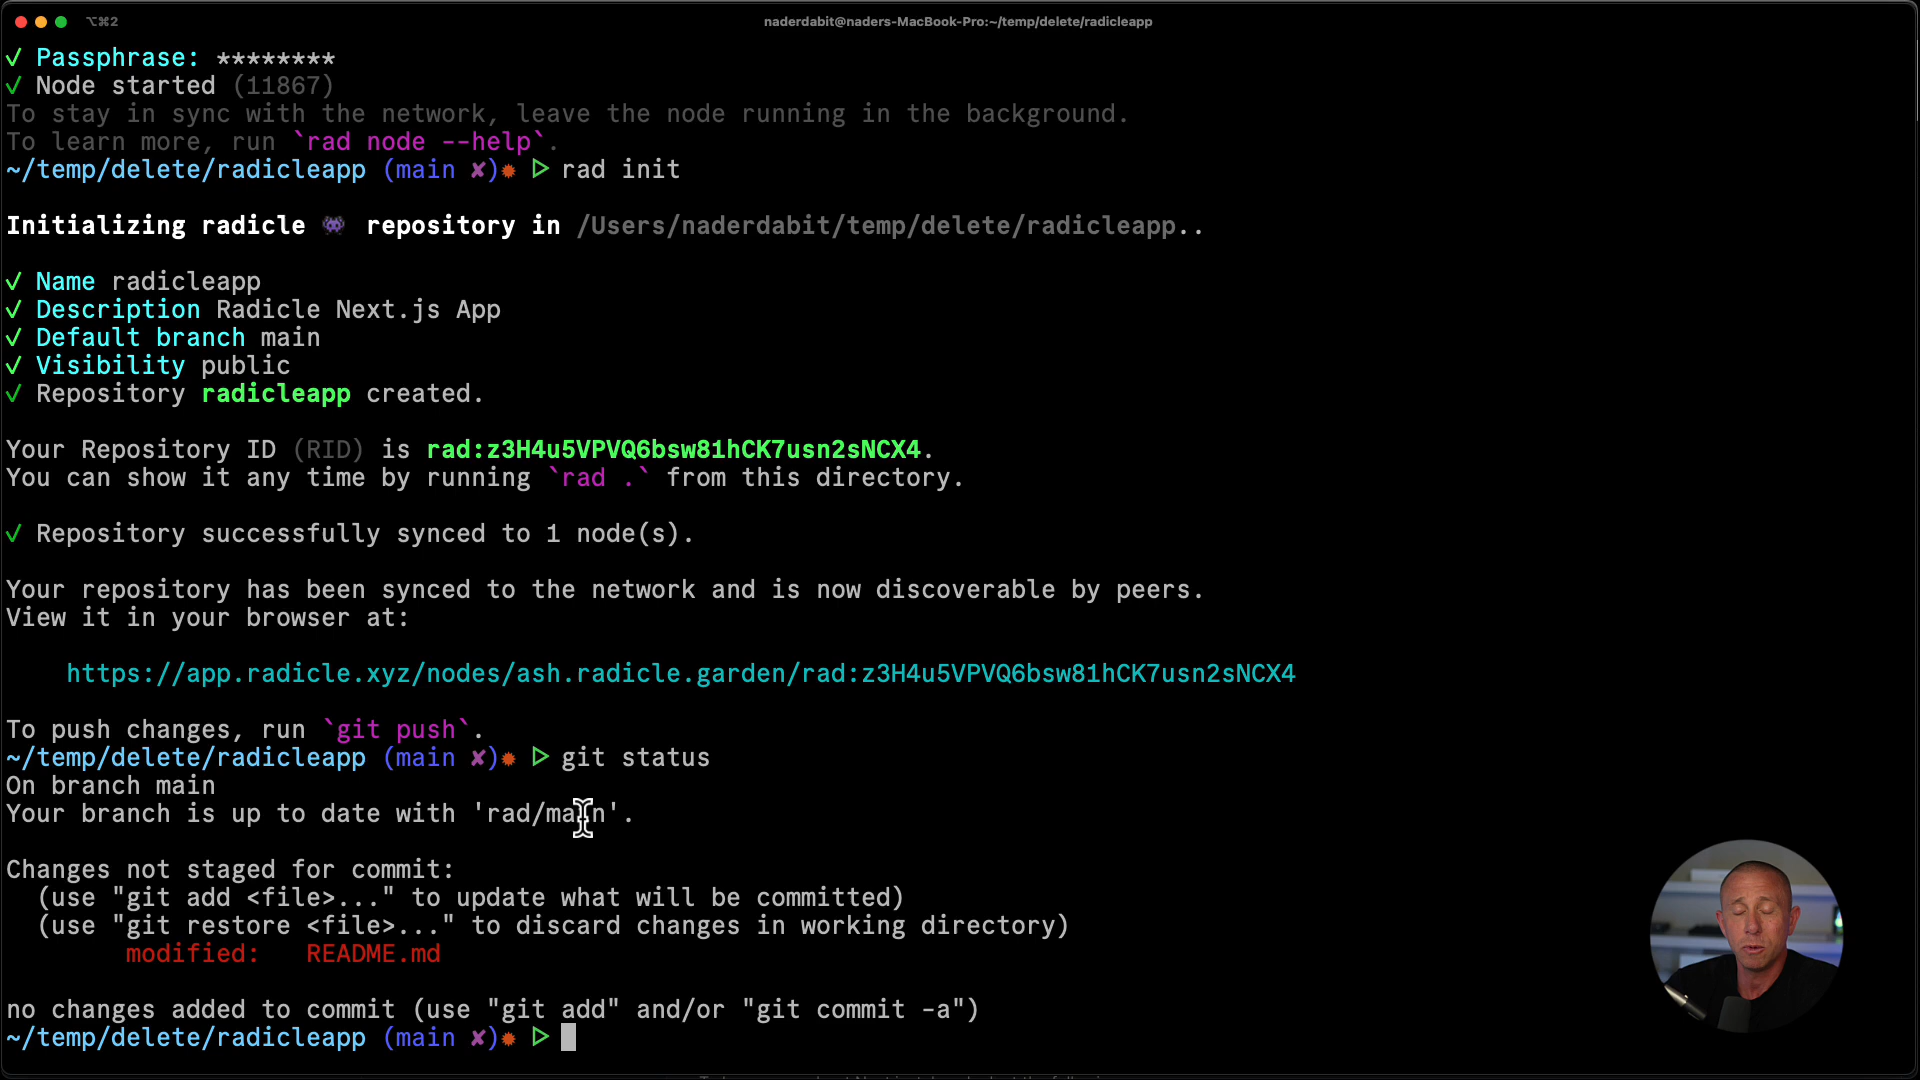 ⌥⌘2
naderdabit@naders-MacBook-Pro:~/temp/delete/radicleapp
✓ Passphrase: ********
✓ Node started (11867)
To stay in sync with the network, leave the node running in the background.
To learn more, run `rad node --help`.
~/temp/delete/radicleapp (main ✘)✹ ▷ rad init
Initializing radicle 👾 repository in /Users/naderdabit/temp/delete/radicleapp..
✓ Name radicleapp
✓ Description Radicle Next.js App
✓ Default branch main
✓ Visibility public
✓ Repository radicleapp created.
Your Repository ID (RID) is rad:z3H4u5VPVQ6bsw81hCK7usn2sNCX4.
You can show it any time by running `rad .` from this directory.
✓ Repository successfully synced to 1 node(s).
Your repository has been synced to the network and is now discoverable by peers.
View it in your browser at:
https://app.radicle.xyz/nodes/ash.radicle.garden/rad:z3H4u5VPVQ6bsw81hCK7usn2sNCX4
To push changes, run `git push`.
~/temp/delete/radicleapp (main ✘)✹ ▷ git status
On branch main
Your branch is up to date with 'rad/main'.
Changes not staged for commit:
(use "git add <file>..." to update what will be committed)
(use "git restore <file>..." to discard changes in working directory)
modified:   README.md
no changes added to commit (use "git add" and/or "git commit -a")
~/temp/delete/radicleapp (main ✘)✹ ▷